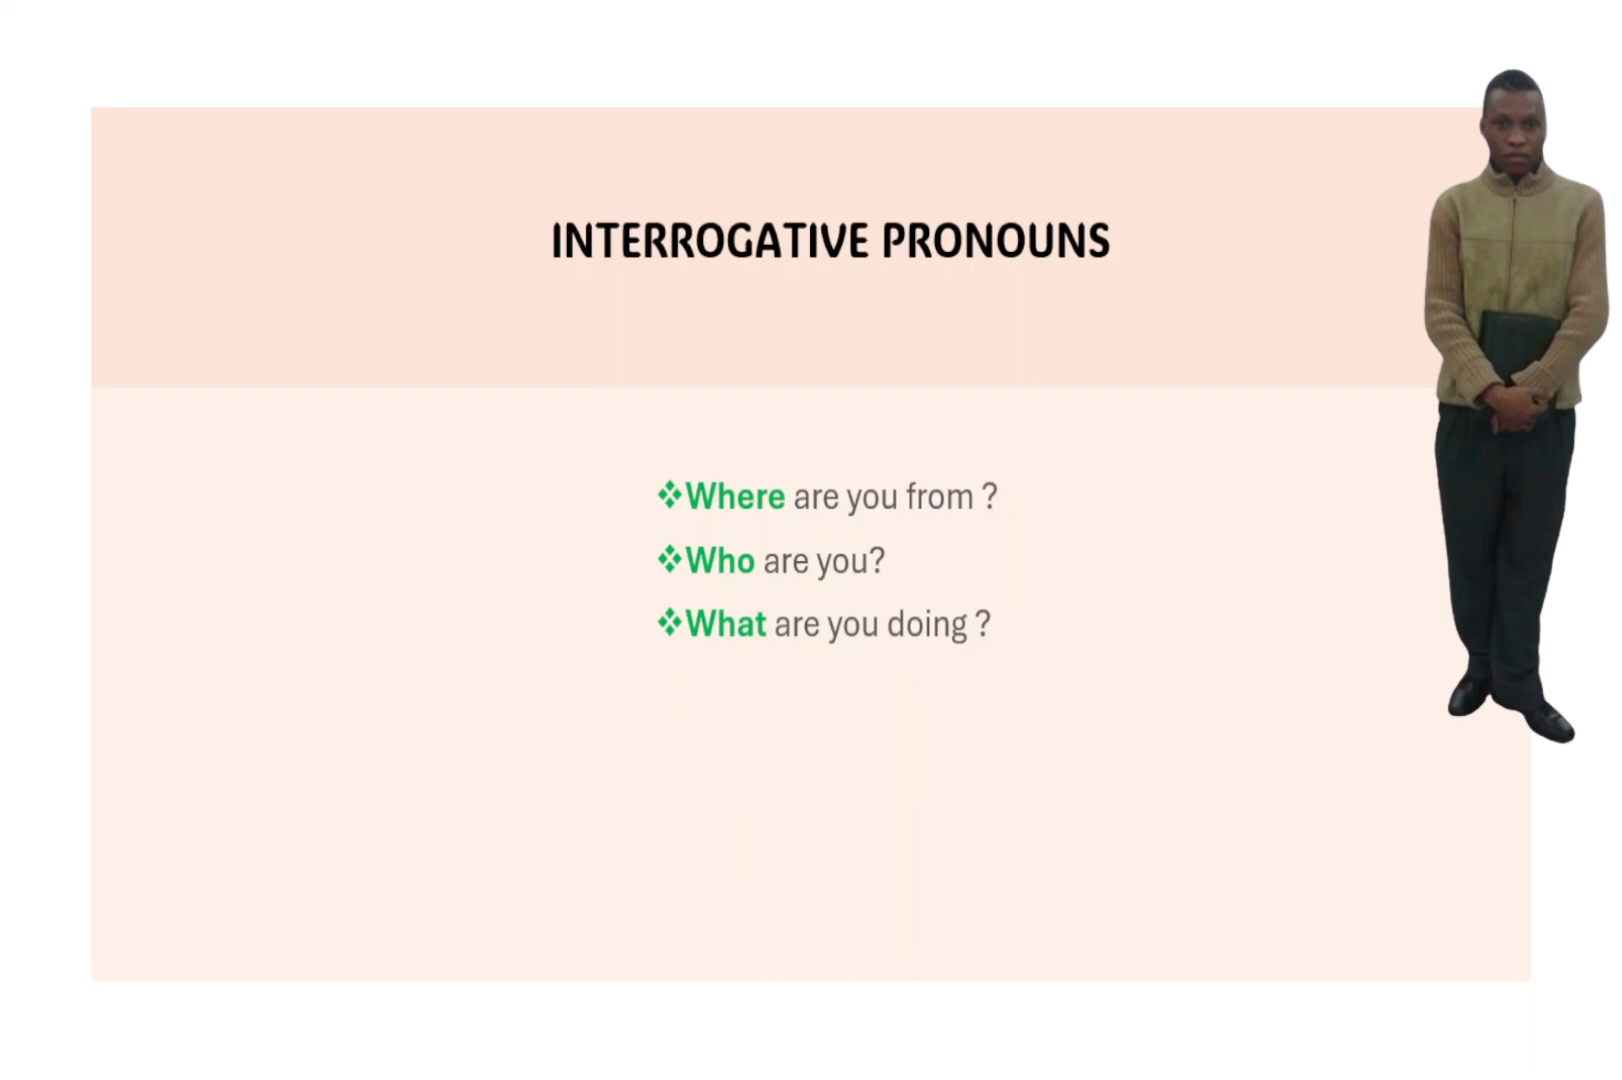 INTERROGATIVE PRONOUNS
❖Where are you from ?
❖Who are you?
❖What are you doing ?